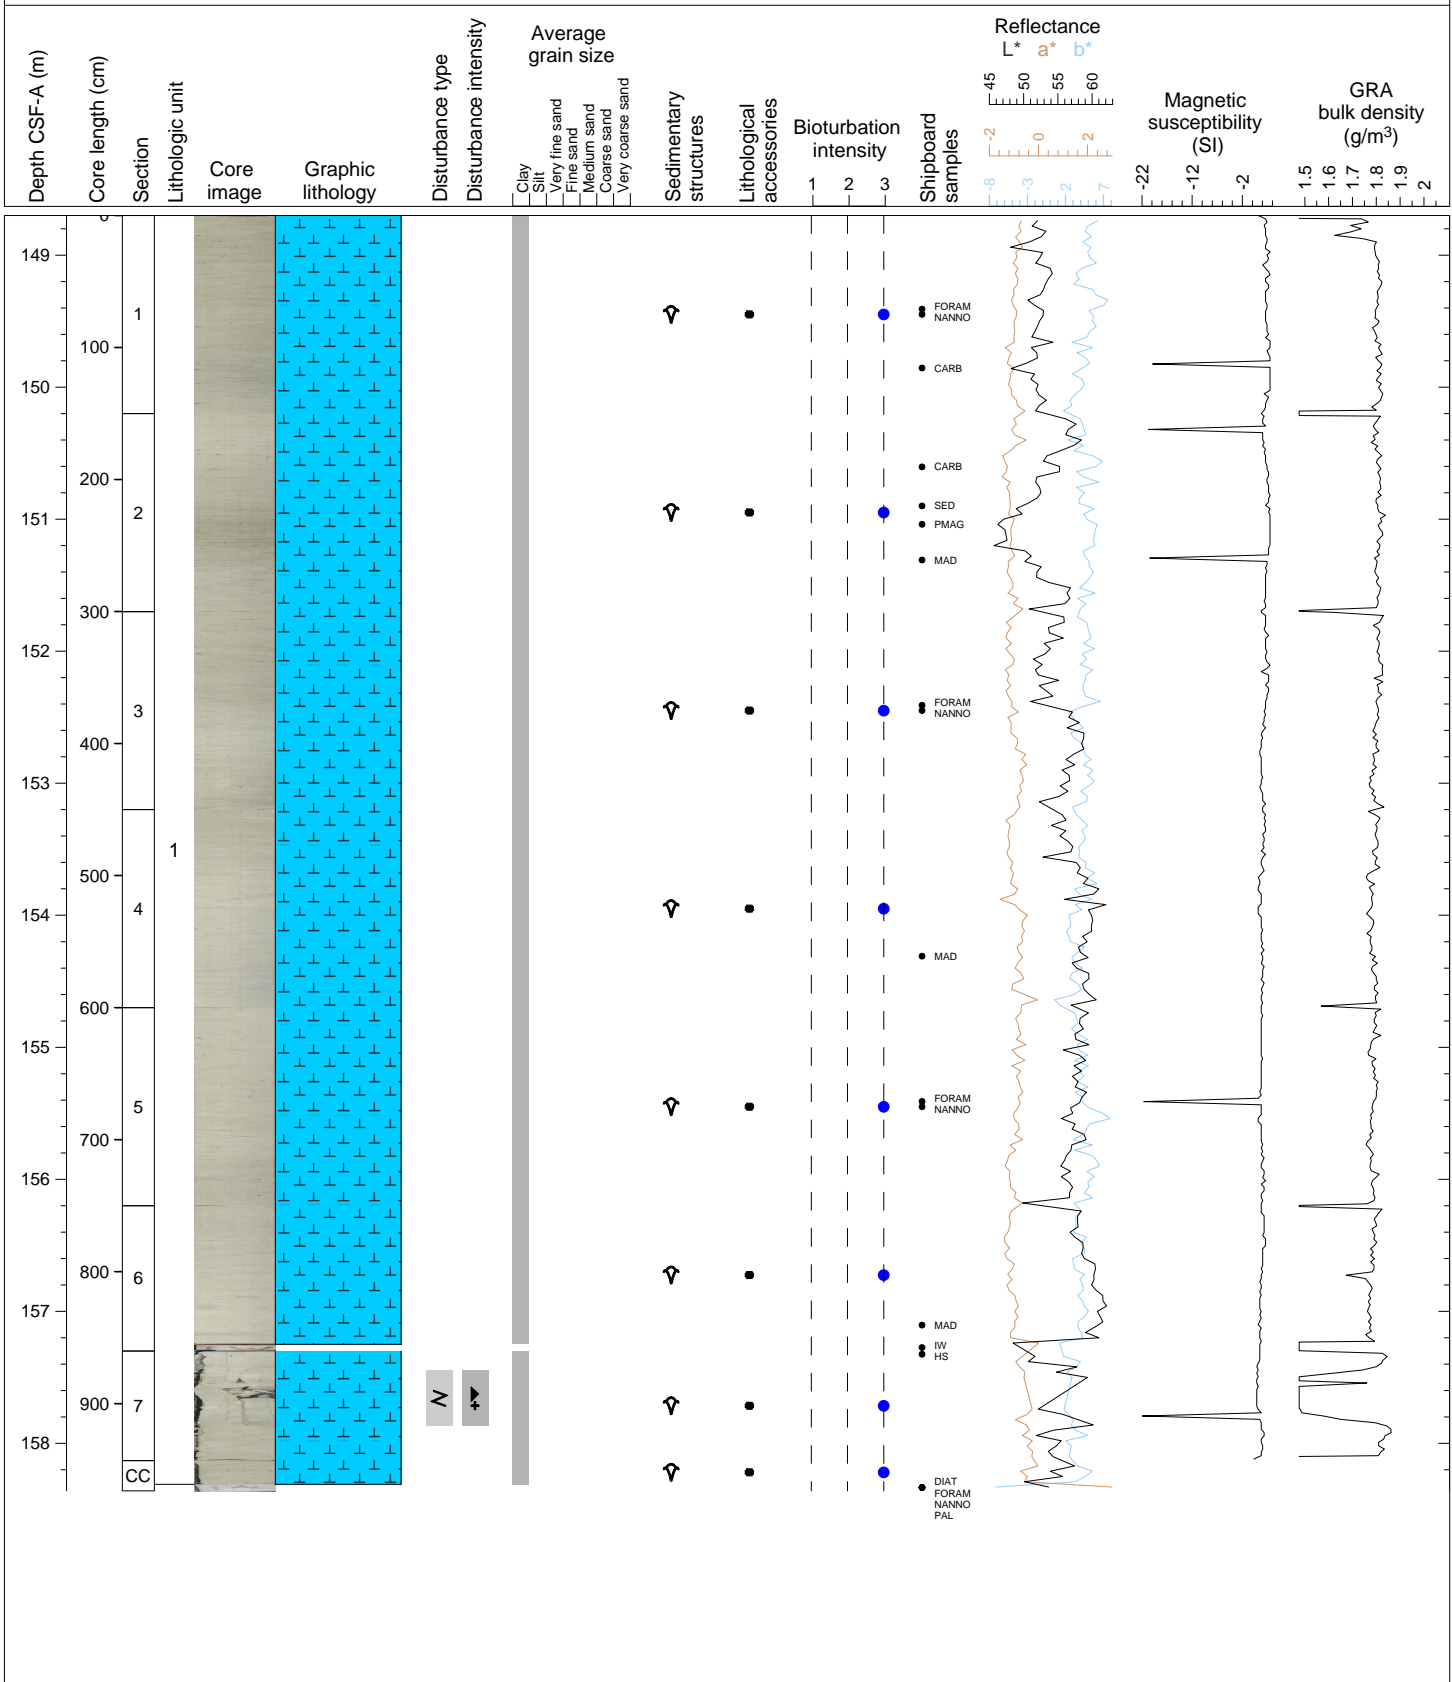 Depth CSF-A (m)
Core length (cm)
Section
Lithologic unit
Core
image
Graphic
lithology
Disturbance type
Disturbance intensity
Average
grain size
Clay
Silt
Very fine sand
Fine sand
Medium sand
Coarse sand
Very coarse sand
Sedimentary
structures
Lithological
accessories
Bioturbation
intensity
1 2 3
Shipboard
samples
Reflectance
L* a* b*
45 50 55 60
-2 0 2
-8 -3 2 7
Magnetic
susceptibility
(SI)
-22 -12 -2
GRA
bulk density
(g/m3)
1.5 1.6 1.7 1.8 1.9 2
0
149
1
FORAM
NANNO
100
CARB
150
CARB
200
2
SED
151
PMAG
MAD
300
152
3
FORAM
NANNO
400
153
1
500
4
154
MAD
600
155
5
FORAM
NANNO
700
156
800
6
157
MAD
IW
HS
900
7
158
CC
DIAT
FORAM
NANNO
PAL